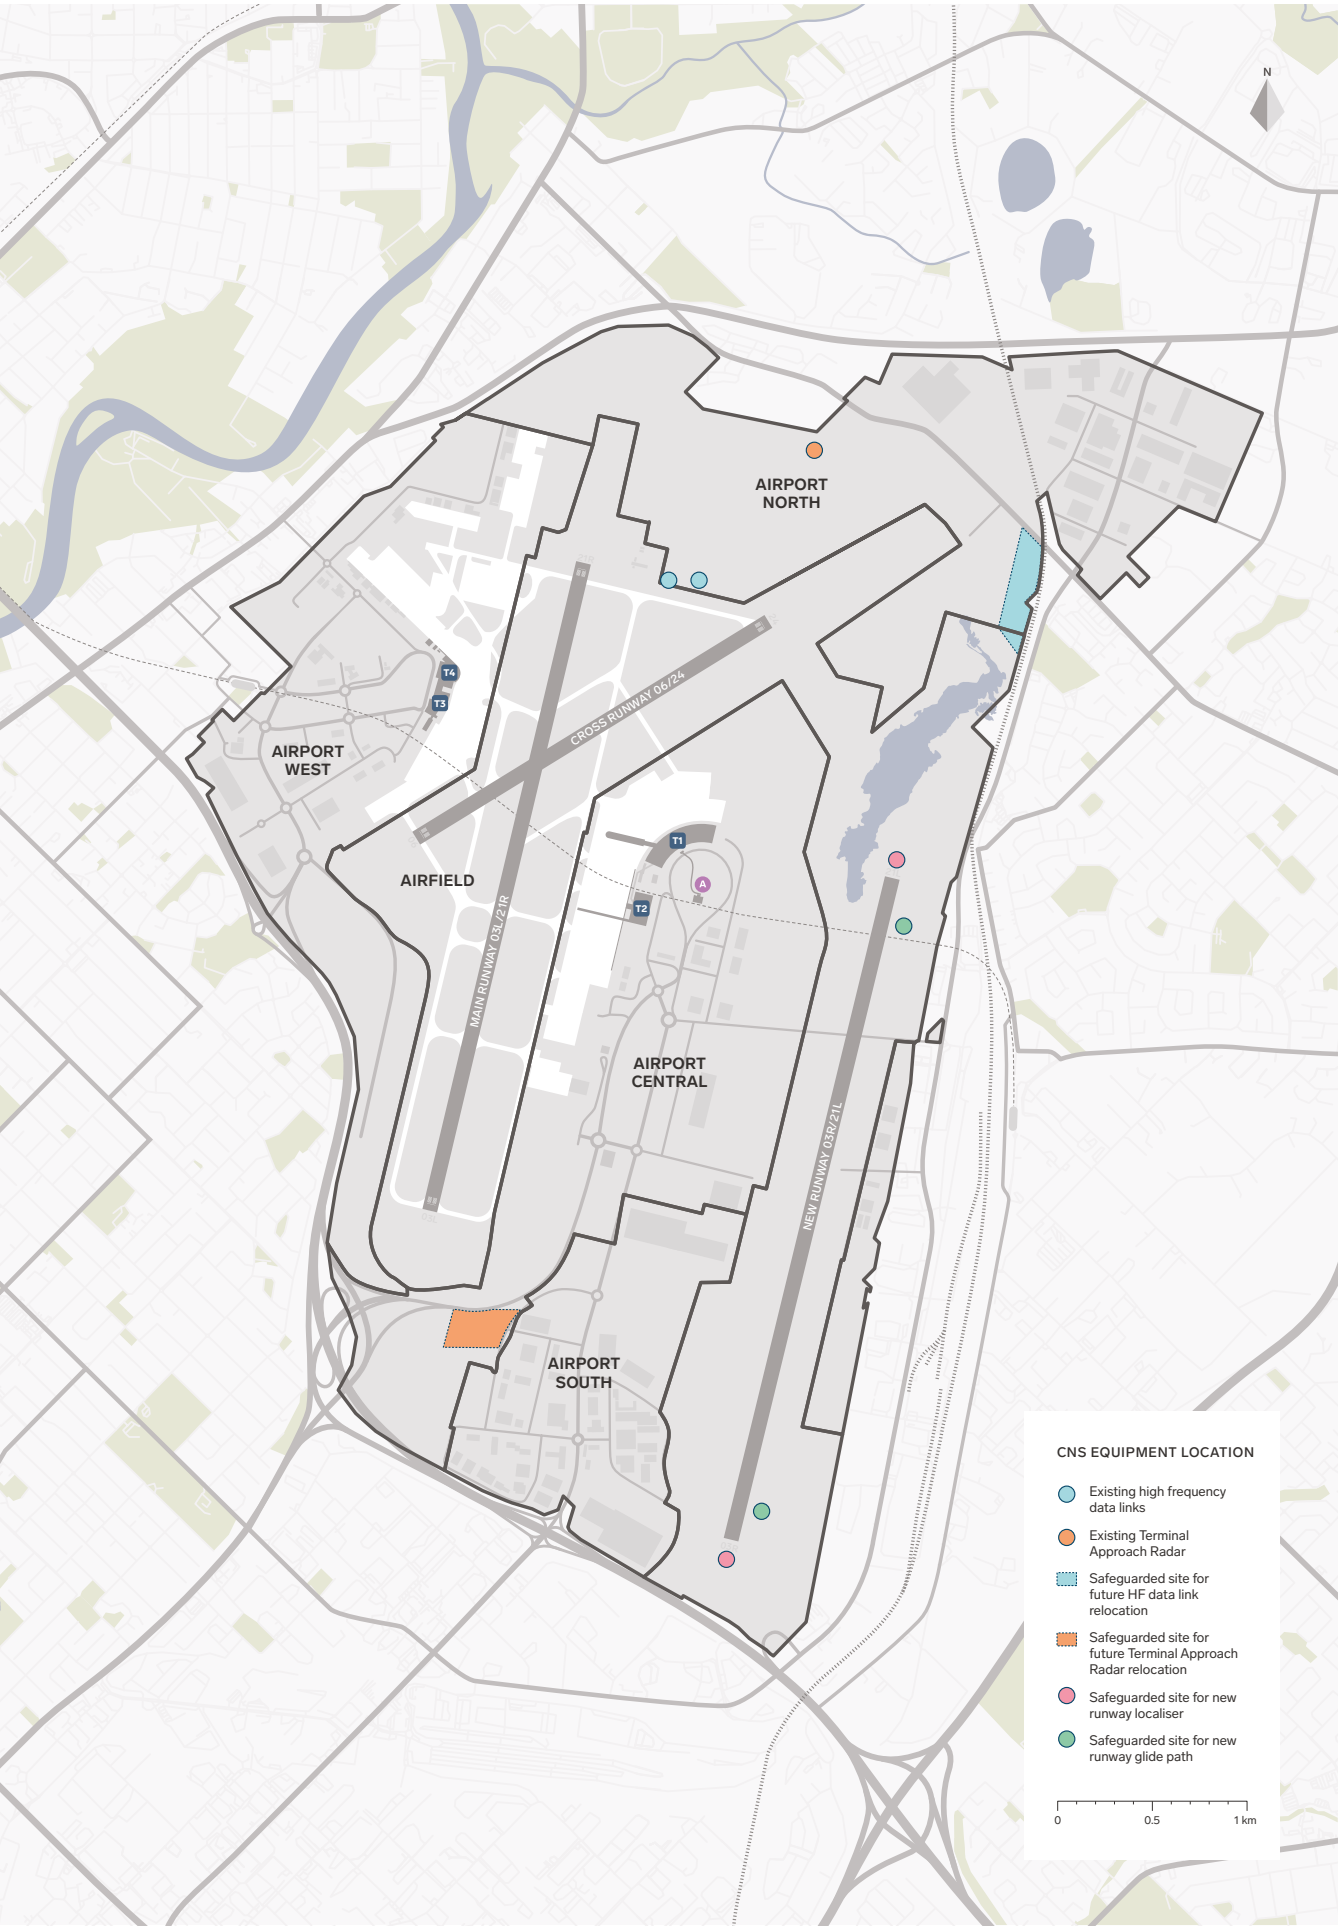 N
AIRPORT
NORTH
T4
T3
CROSS RUNWAY 06/24
AIRPORT
WEST
T1
AIRFIELD
A
T2
MAIN RUNWAY 03L/21R
AIRPORT
CENTRAL
NEW RUNWAY 03R/21L
AIRPORT
SOUTH
CNS EQUIPMENT LOCATION
Existing high frequency
data links
Existing Terminal
Approach Radar
Safeguarded site for
future HF data link
relocation
Safeguarded site for
future Terminal Approach
Radar relocation
Safeguarded site for new
runway localiser
Safeguarded site for new
runway glide path
0
0.5
1 km